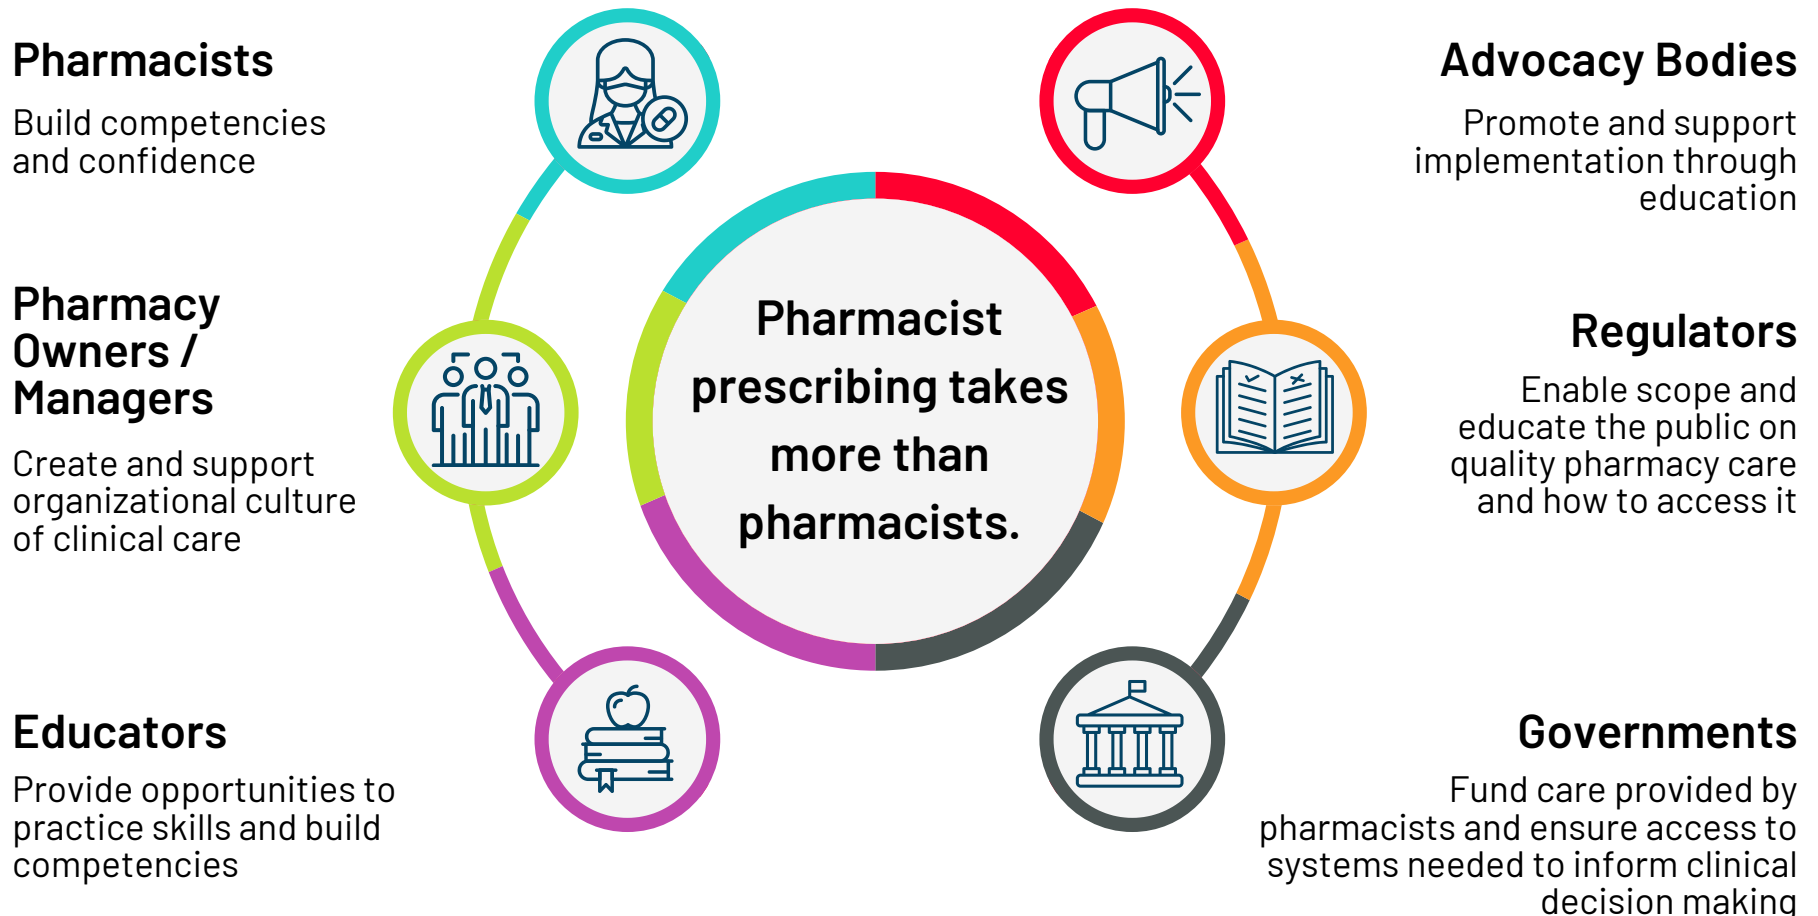 Pharmacists
Build competencies
and confidence
Pharmacy
Owners /
Managers
Create and support
organizational culture
of clinical care
Educators
Provide opportunities to
practice skills and build
competencies
Pharmacist
prescribing takes
more than
pharmacists.
Advocacy Bodies
Promote and support
implementation through
education
Regulators
Enable scope and
educate the public on
quality pharmacy care
and how to access it
Governments
Fund care provided by
pharmacists and ensure access to
systems needed to inform clinical
decision making